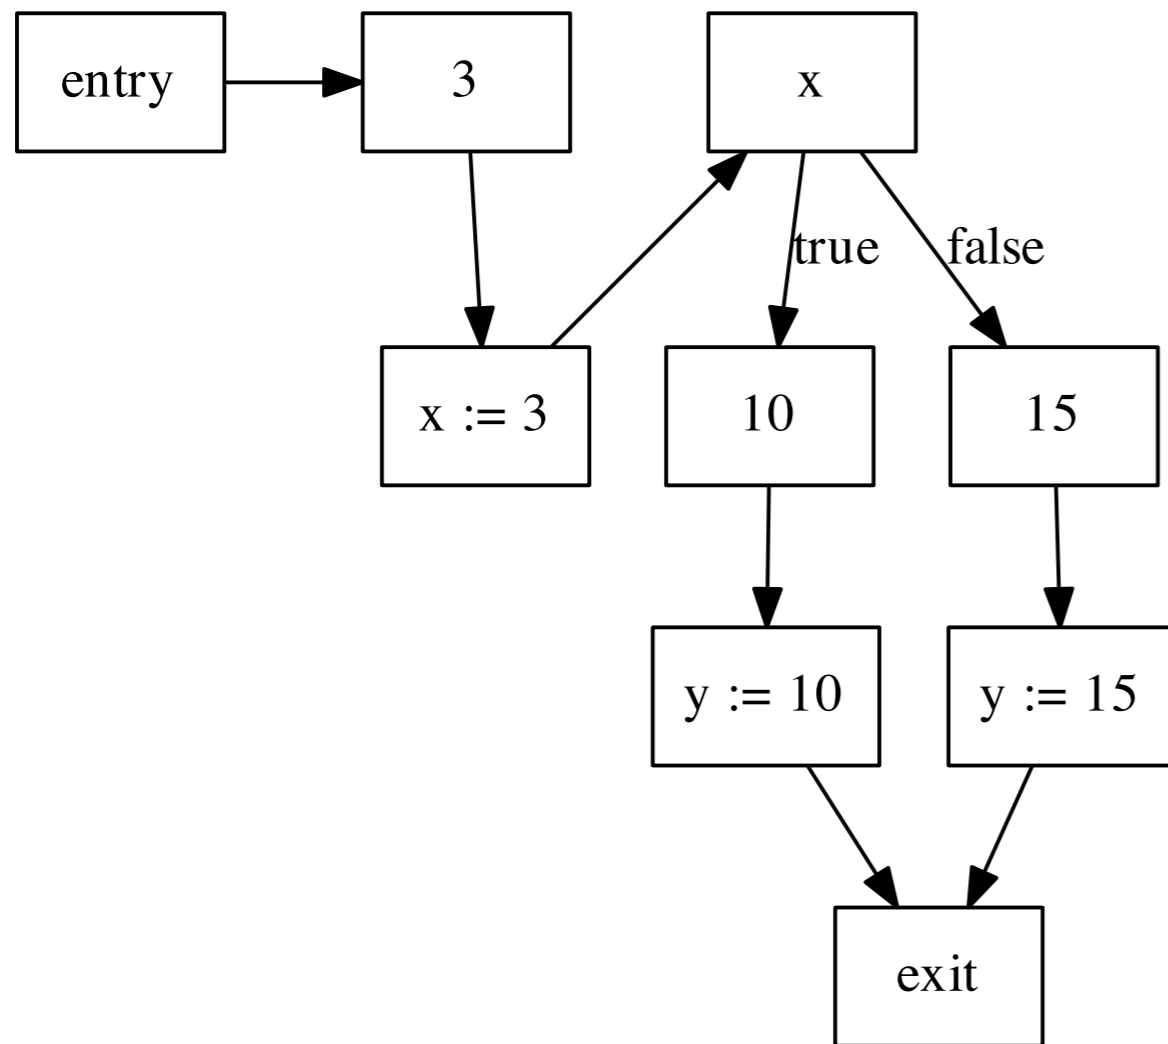 entry
3
x
true
false
x := 3
10
15
y := 10
y := 15
exit